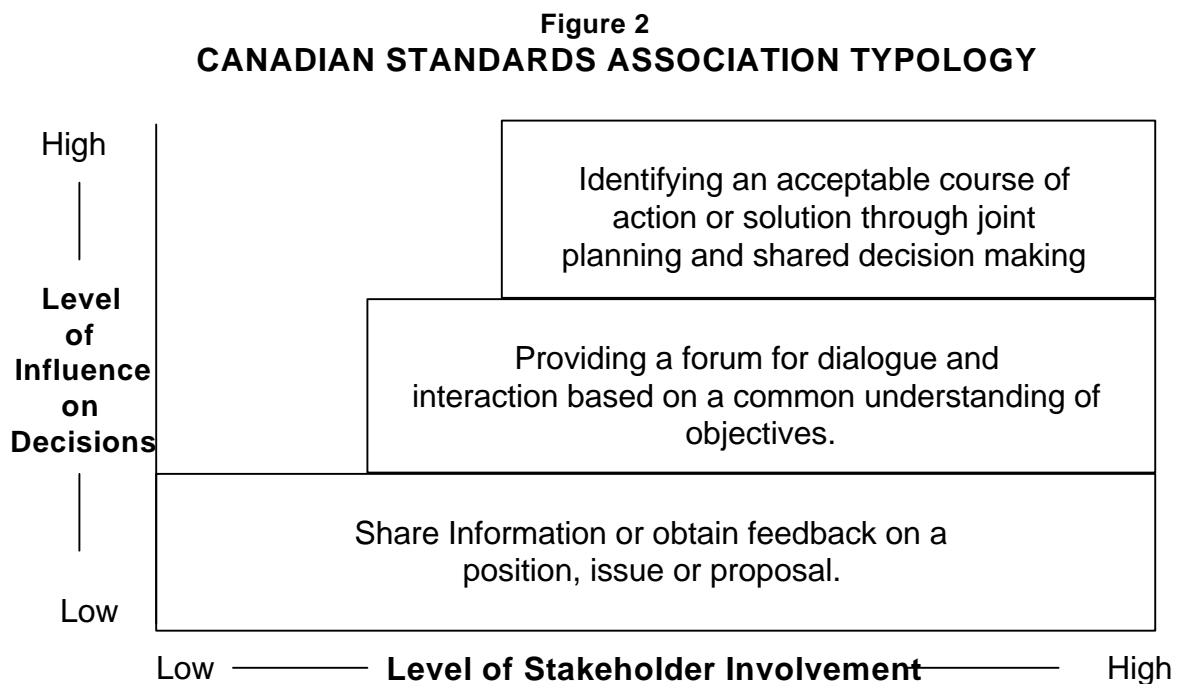 Figure 2
CANADIAN STANDARDS ASSOCIATION TYPOLOGY
High
Level
of
Influence
on
Decisions
Low
Identifying an acceptable course of
action or solution through joint
planning and shared decision making
Providing a forum for dialogue and
interaction based on a common understanding of
objectives.
Share Information or obtain feedback on a
position, issue or proposal.
Low Level of Stakeholder Involvement High